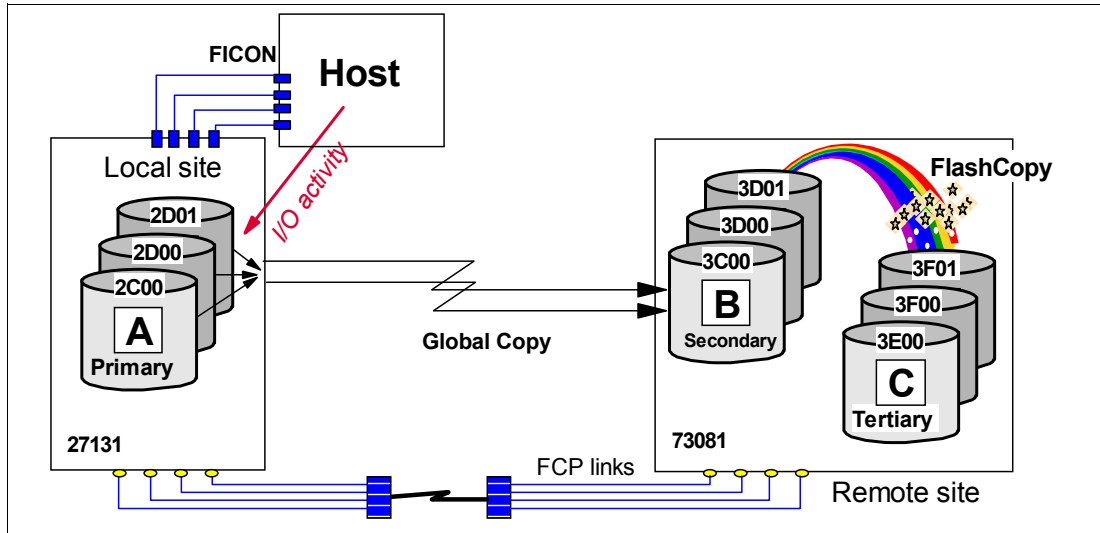 FICON
Host
Local site
I/O activity
2D01
2D00
2C00
A
Primary
27131
Global Copy
FCP links
FlashCopy
3D01
3D00
3C00
B
Secondary
3F01
3F00
3E00
C
Tertiary
73081
Remote site